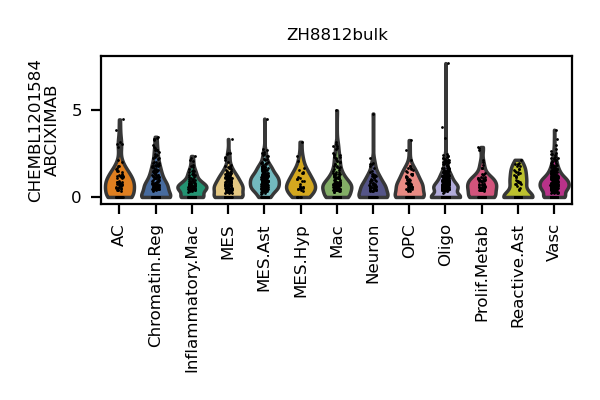 ZH8812bulk
CHEMBL1201584
ABCIXIMAB
5
0
AC
Chromatin.Reg
Inflammatory.Mac
MES
MES.Ast
MES.Hyp
Mac
Neuron
OPC
Oligo
Prolif.Metab
Reactive.Ast
Vasc